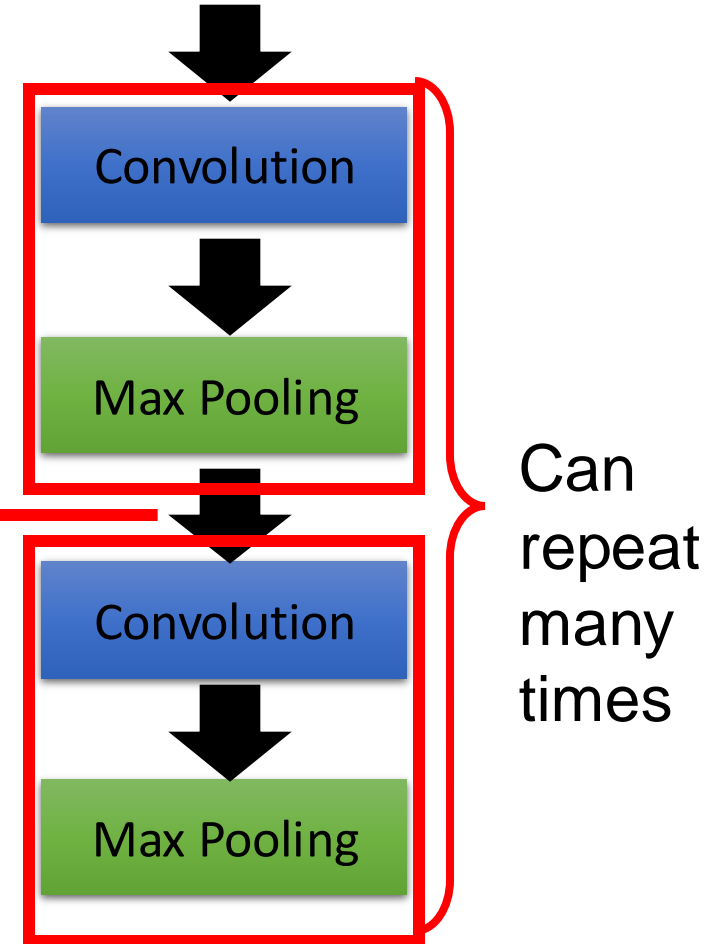 Convolution
Max Pooling
Convolution
Max Pooling
Can
repeat
many
times